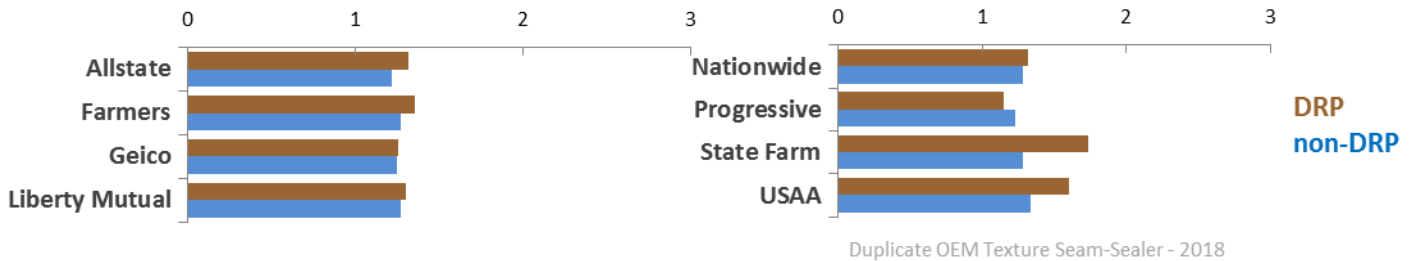 0 1 2 3
Allstate
Farmers
Geico
Liberty Mutual
0 1 2 3
Nationwide
Progressive
State Farm
USAA
DRP
non-DRP
Duplicate OEM Texture Seam-Sealer - 2018